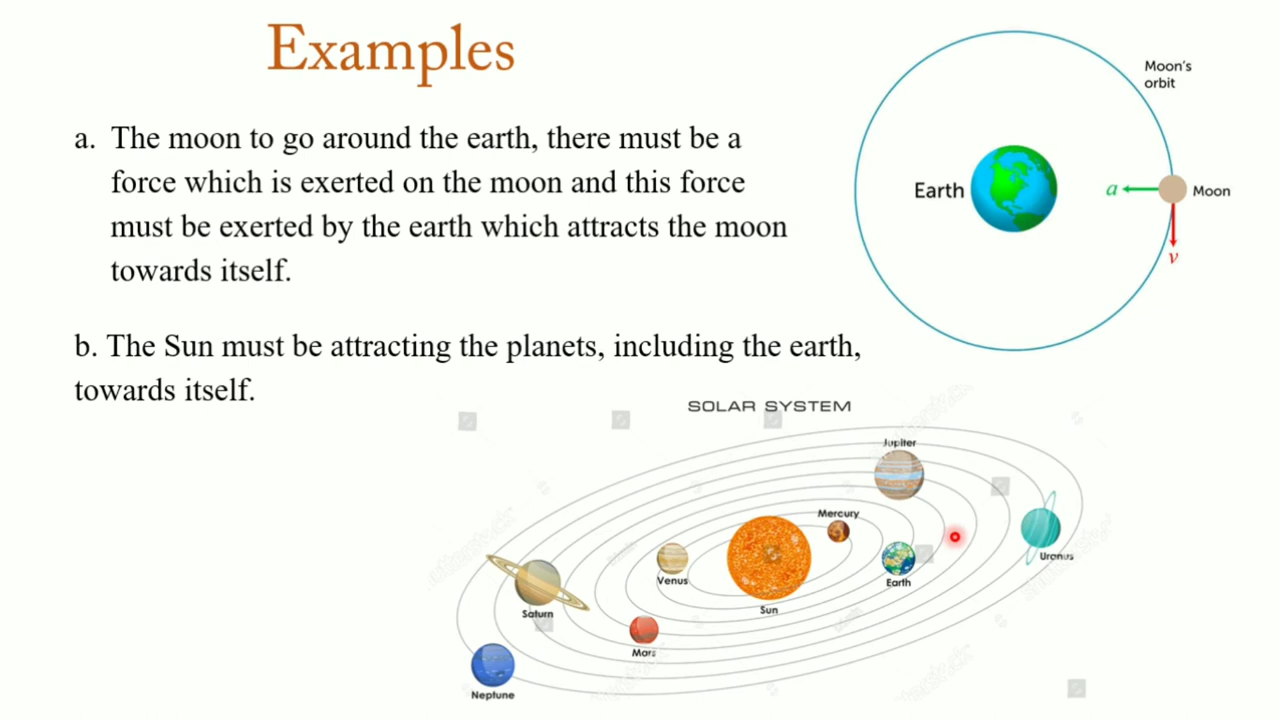 Examples
a. The moon to go around the earth, there must be a
force which is exerted on the moon and this force
must be exerted by the earth which attracts the moon
towards itself.
Moon's
orbit
Earth
a
Moon
v
b. The Sun must be attracting the planets, including the earth,
towards itself.
SOLAR SYSTEM
Jupiter
Mercury
Uranus
Venus
Earth
Sun
Saturn
Mars
Neptune